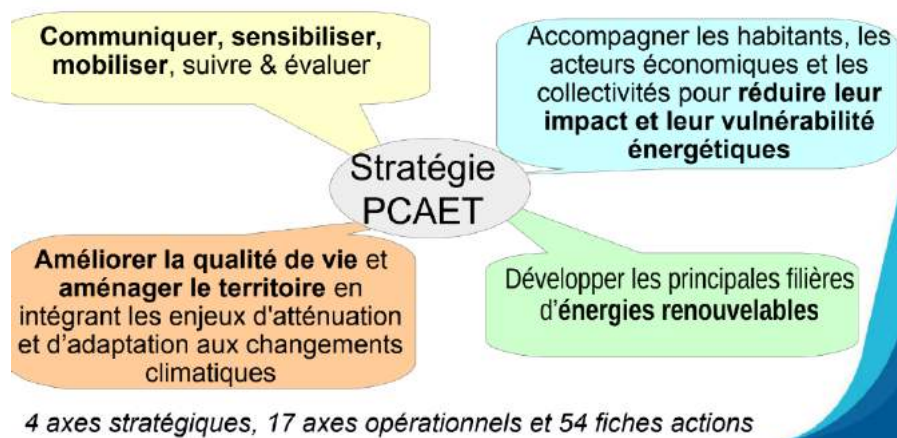 Communiquer, sensibiliser,
mobiliser, suivre & évaluer
Accompagner les habitants, les
acteurs économiques et les
collectivités pour réduire leur
impact et leur vulnérabilité
énergétiques
Stratégie
PCAET
Améliorer la qualité de vie et
aménager le territoire en
intégrant les enjeux d'atténuation
et d'adaptation aux changements
climatiques
Développer les principales filières
d'énergies renouvelables
4 axes stratégiques, 17 axes opérationnels et 54 fiches actions